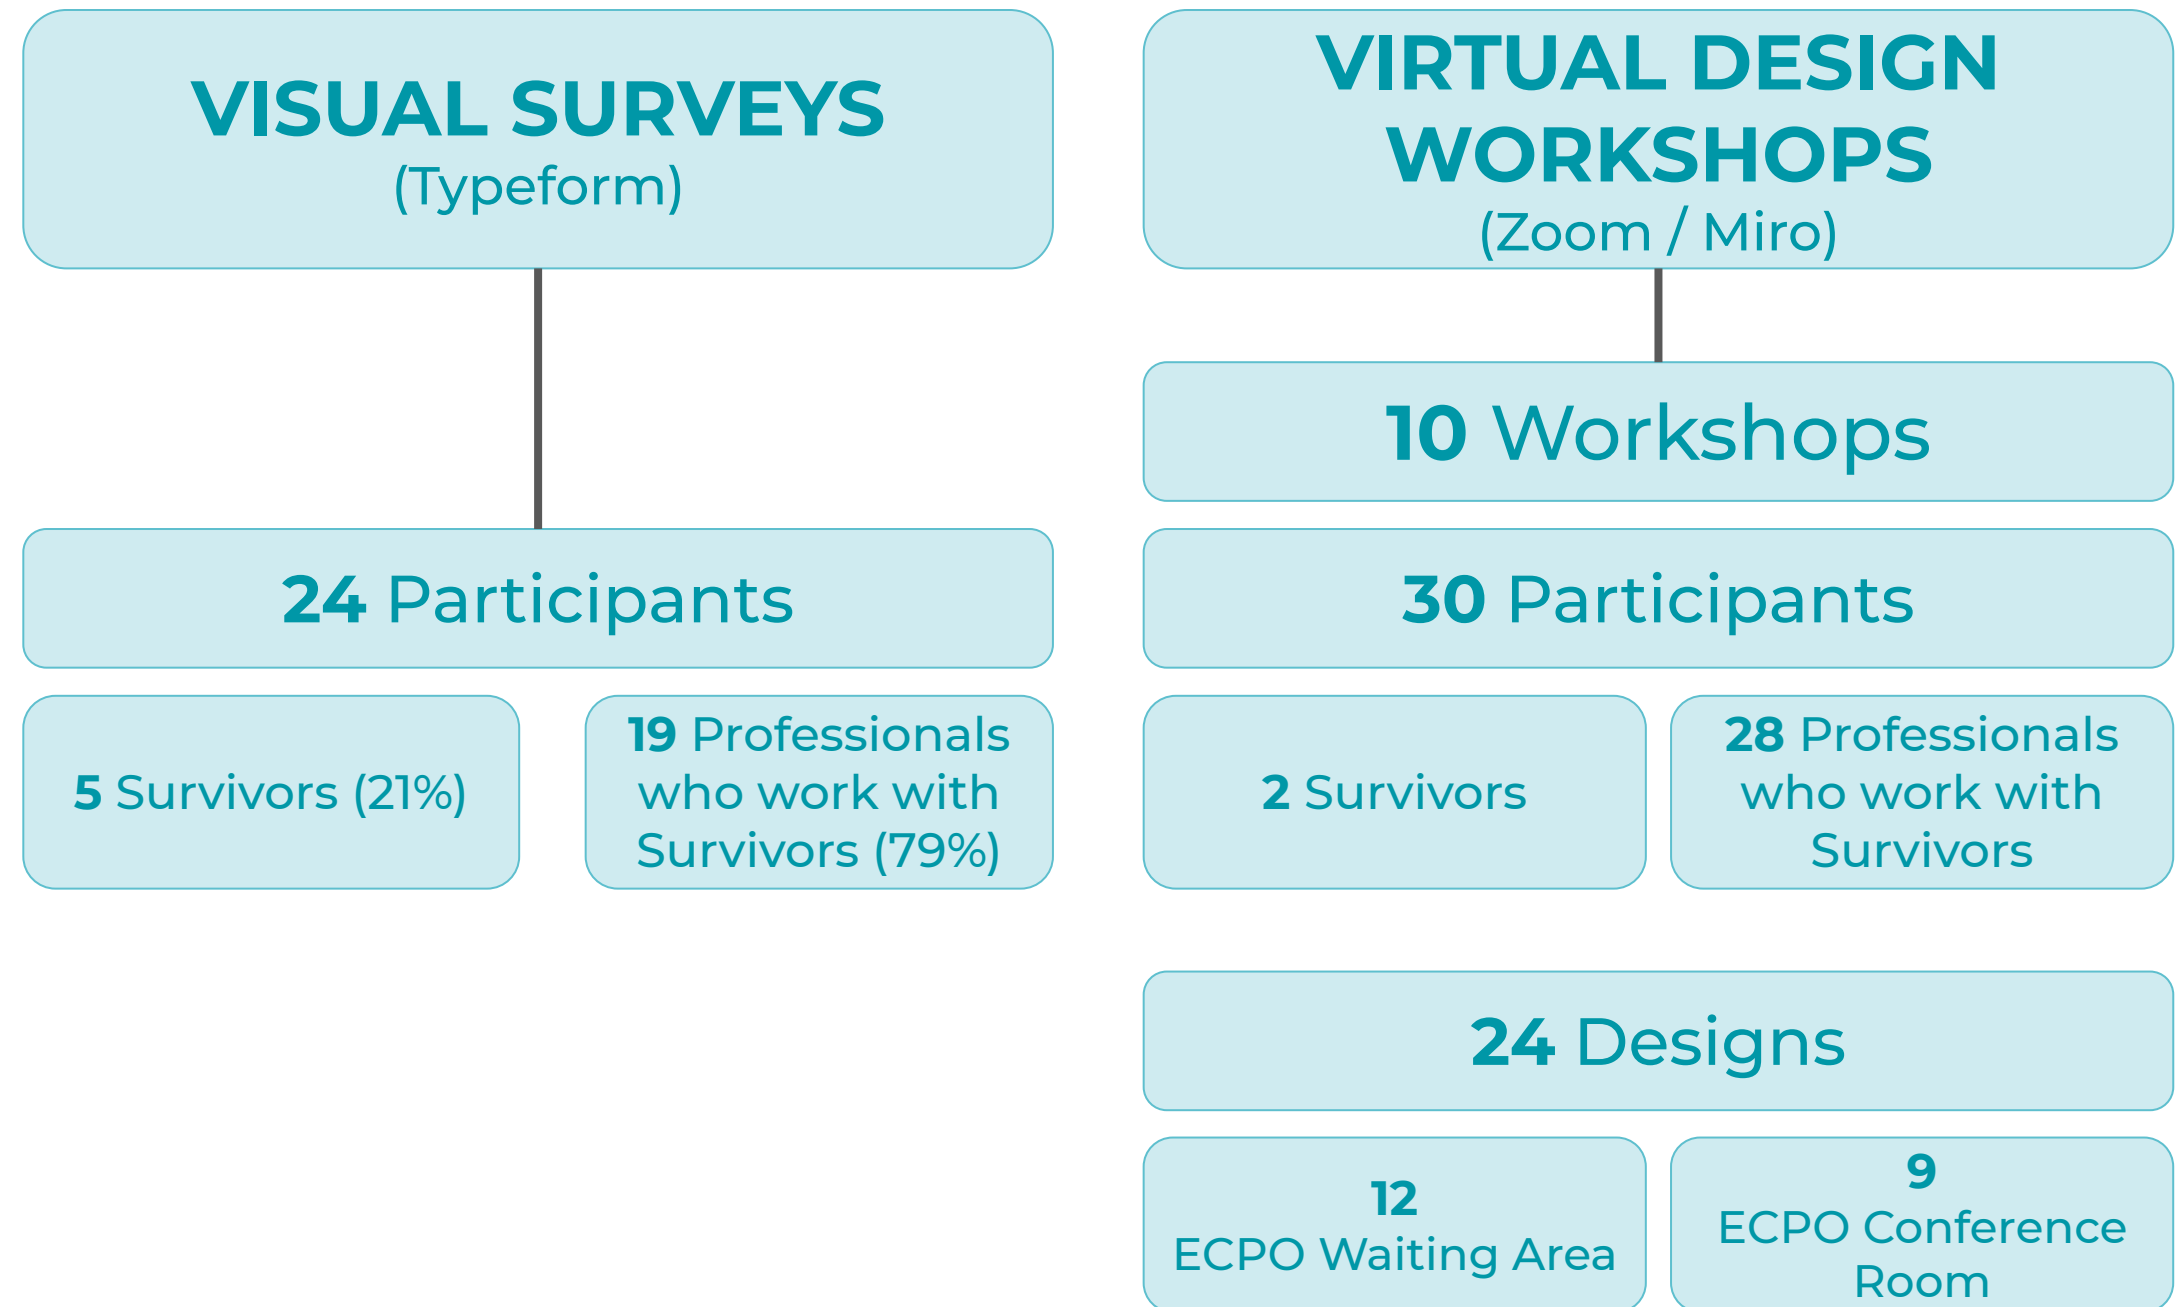 VISUAL SURVEYS
(Typeform)
24 Participants
5 Survivors (21%)
19 Professionals
who work with
Survivors (79%)
VIRTUAL DESIGN
WORKSHOPS
(Zoom / Miro)
10 Workshops
30 Participants
2 Survivors
28 Professionals
who work with
Survivors
24 Designs
12
ECPO Waiting Area
9
ECPO Conference
Room